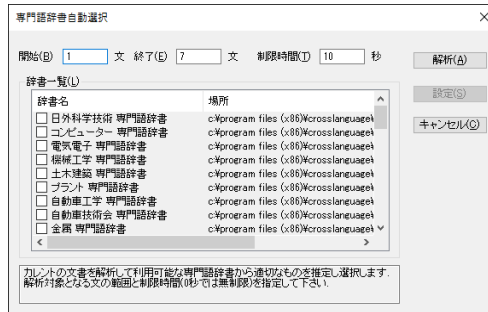 専門語辞書自動選択
開始(B) 1 文 終了(E) 7 文 制限時間(T) 10 秒
解析(A)
辞書一覧(L)
設定(S)
辞書名 場所
キャンセル(C)
日外科学技術 専門語辞書 c:¥program files (x86)¥crosslanguage¥
コンピューター 専門語辞書 c:¥program files (x86)¥crosslanguage¥
電気電子 専門語辞書 c:¥program files (x86)¥crosslanguage¥
機械工学 専門語辞書 c:¥program files (x86)¥crosslanguage¥
土木建築 専門語辞書 c:¥program files (x86)¥crosslanguage¥
プラント 専門語辞書 c:¥program files (x86)¥crosslanguage¥
自動車工学 専門語辞書 c:¥program files (x86)¥crosslanguage¥
自動車技術会 専門語辞書 c:¥program files (x86)¥crosslanguage¥
金属 専門語辞書 c:¥program files (x86)¥crosslanguage¥
カレントの文書を解析して利用可能な専門語辞書から適切なものを推定し選択します.
解析対象となる文の範囲と制限時間(0秒では無制限)を指定して下さい.